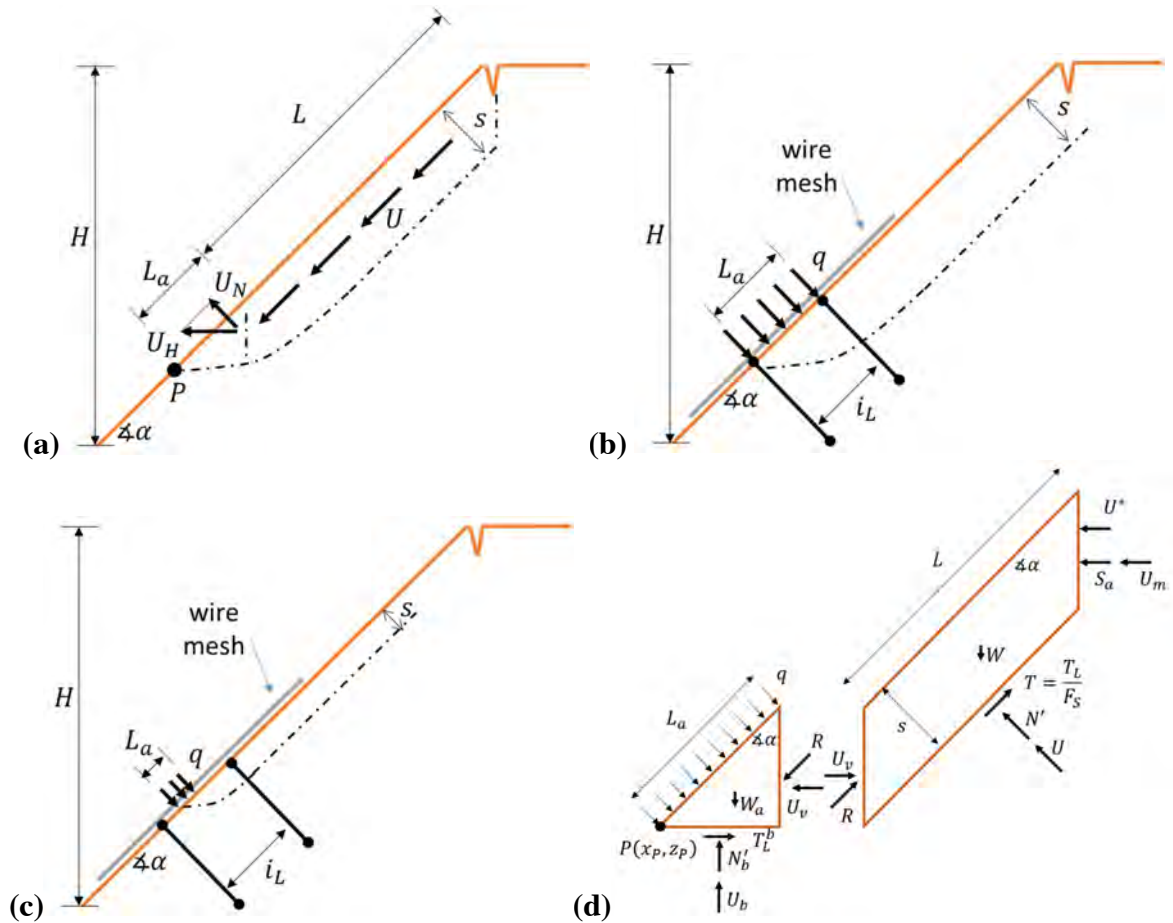 L
s
H
L_a
U
U_N
U_H
P
∡α
(a)
s
wire
mesh
H
L_a
q
∡α
i_L
(b)
s
wire
mesh
H
L_a
q
∡α
i_L
(c)
U*
L
∡α
S_a
U_m
↓W
T = T_L/F_S
q
s
N'
L_a
∡α
R
U
U_v
↓W_a
U_v
R
P(x_P, z_P)
T_L^b
N'_b
U_b
(d)